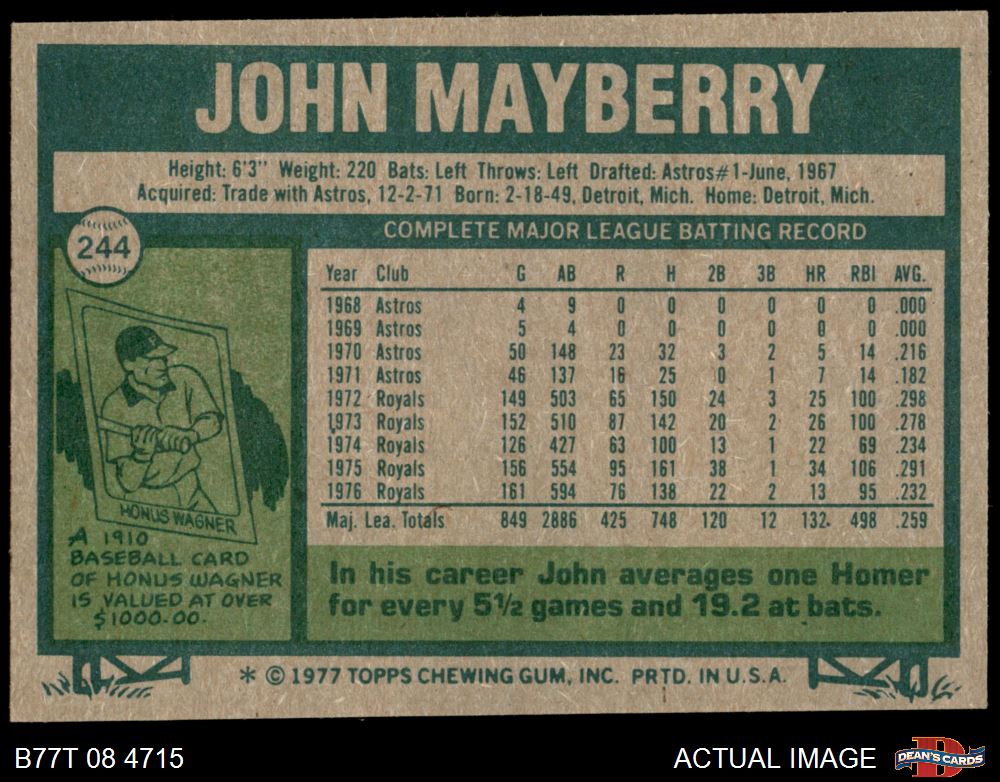 JOHN MAYBERRY
Height: 6'3" Weight: 220 Bats: Left Throws: Left Drafted: Astros#1-June, 1967
Acquired: Trade with Astros, 12-2-71 Born: 2-18-49, Detroit, Mich. Home: Detroit, Mich.
244
COMPLETE MAJOR LEAGUE BATTING RECORD
Year Club G AB R H 2B 3B HR RBI AVG.
1968 Astros 4 9 0 0 0 0 0 0 .000
1969 Astros 5 4 0 0 0 0 0 0 .000
1970 Astros 50 148 23 32 3 2 5 14 .216
1971 Astros 46 137 16 25 0 1 7 14 .182
1972 Royals 149 503 65 150 24 3 25 100 .298
1973 Royals 152 510 87 142 20 2 26 100 .278
1974 Royals 126 427 63 100 13 1 22 69 .234
1975 Royals 156 554 95 161 38 1 34 106 .291
1976 Royals 161 594 76 138 22 2 13 95 .232
Maj. Lea. Totals 849 2886 425 748 120 12 132 498 .259
HONUS WAGNER
A 1910
BASEBALL CARD
OF HONUS WAGNER
IS VALUED AT OVER
$1000.00.
In his career John averages one Homer
for every 5½ games and 19.2 at bats.
* © 1977 TOPPS CHEWING GUM, INC. PRTD. IN U.S.A.
B77T 08 4715
ACTUAL IMAGE
DEAN'S CARDS